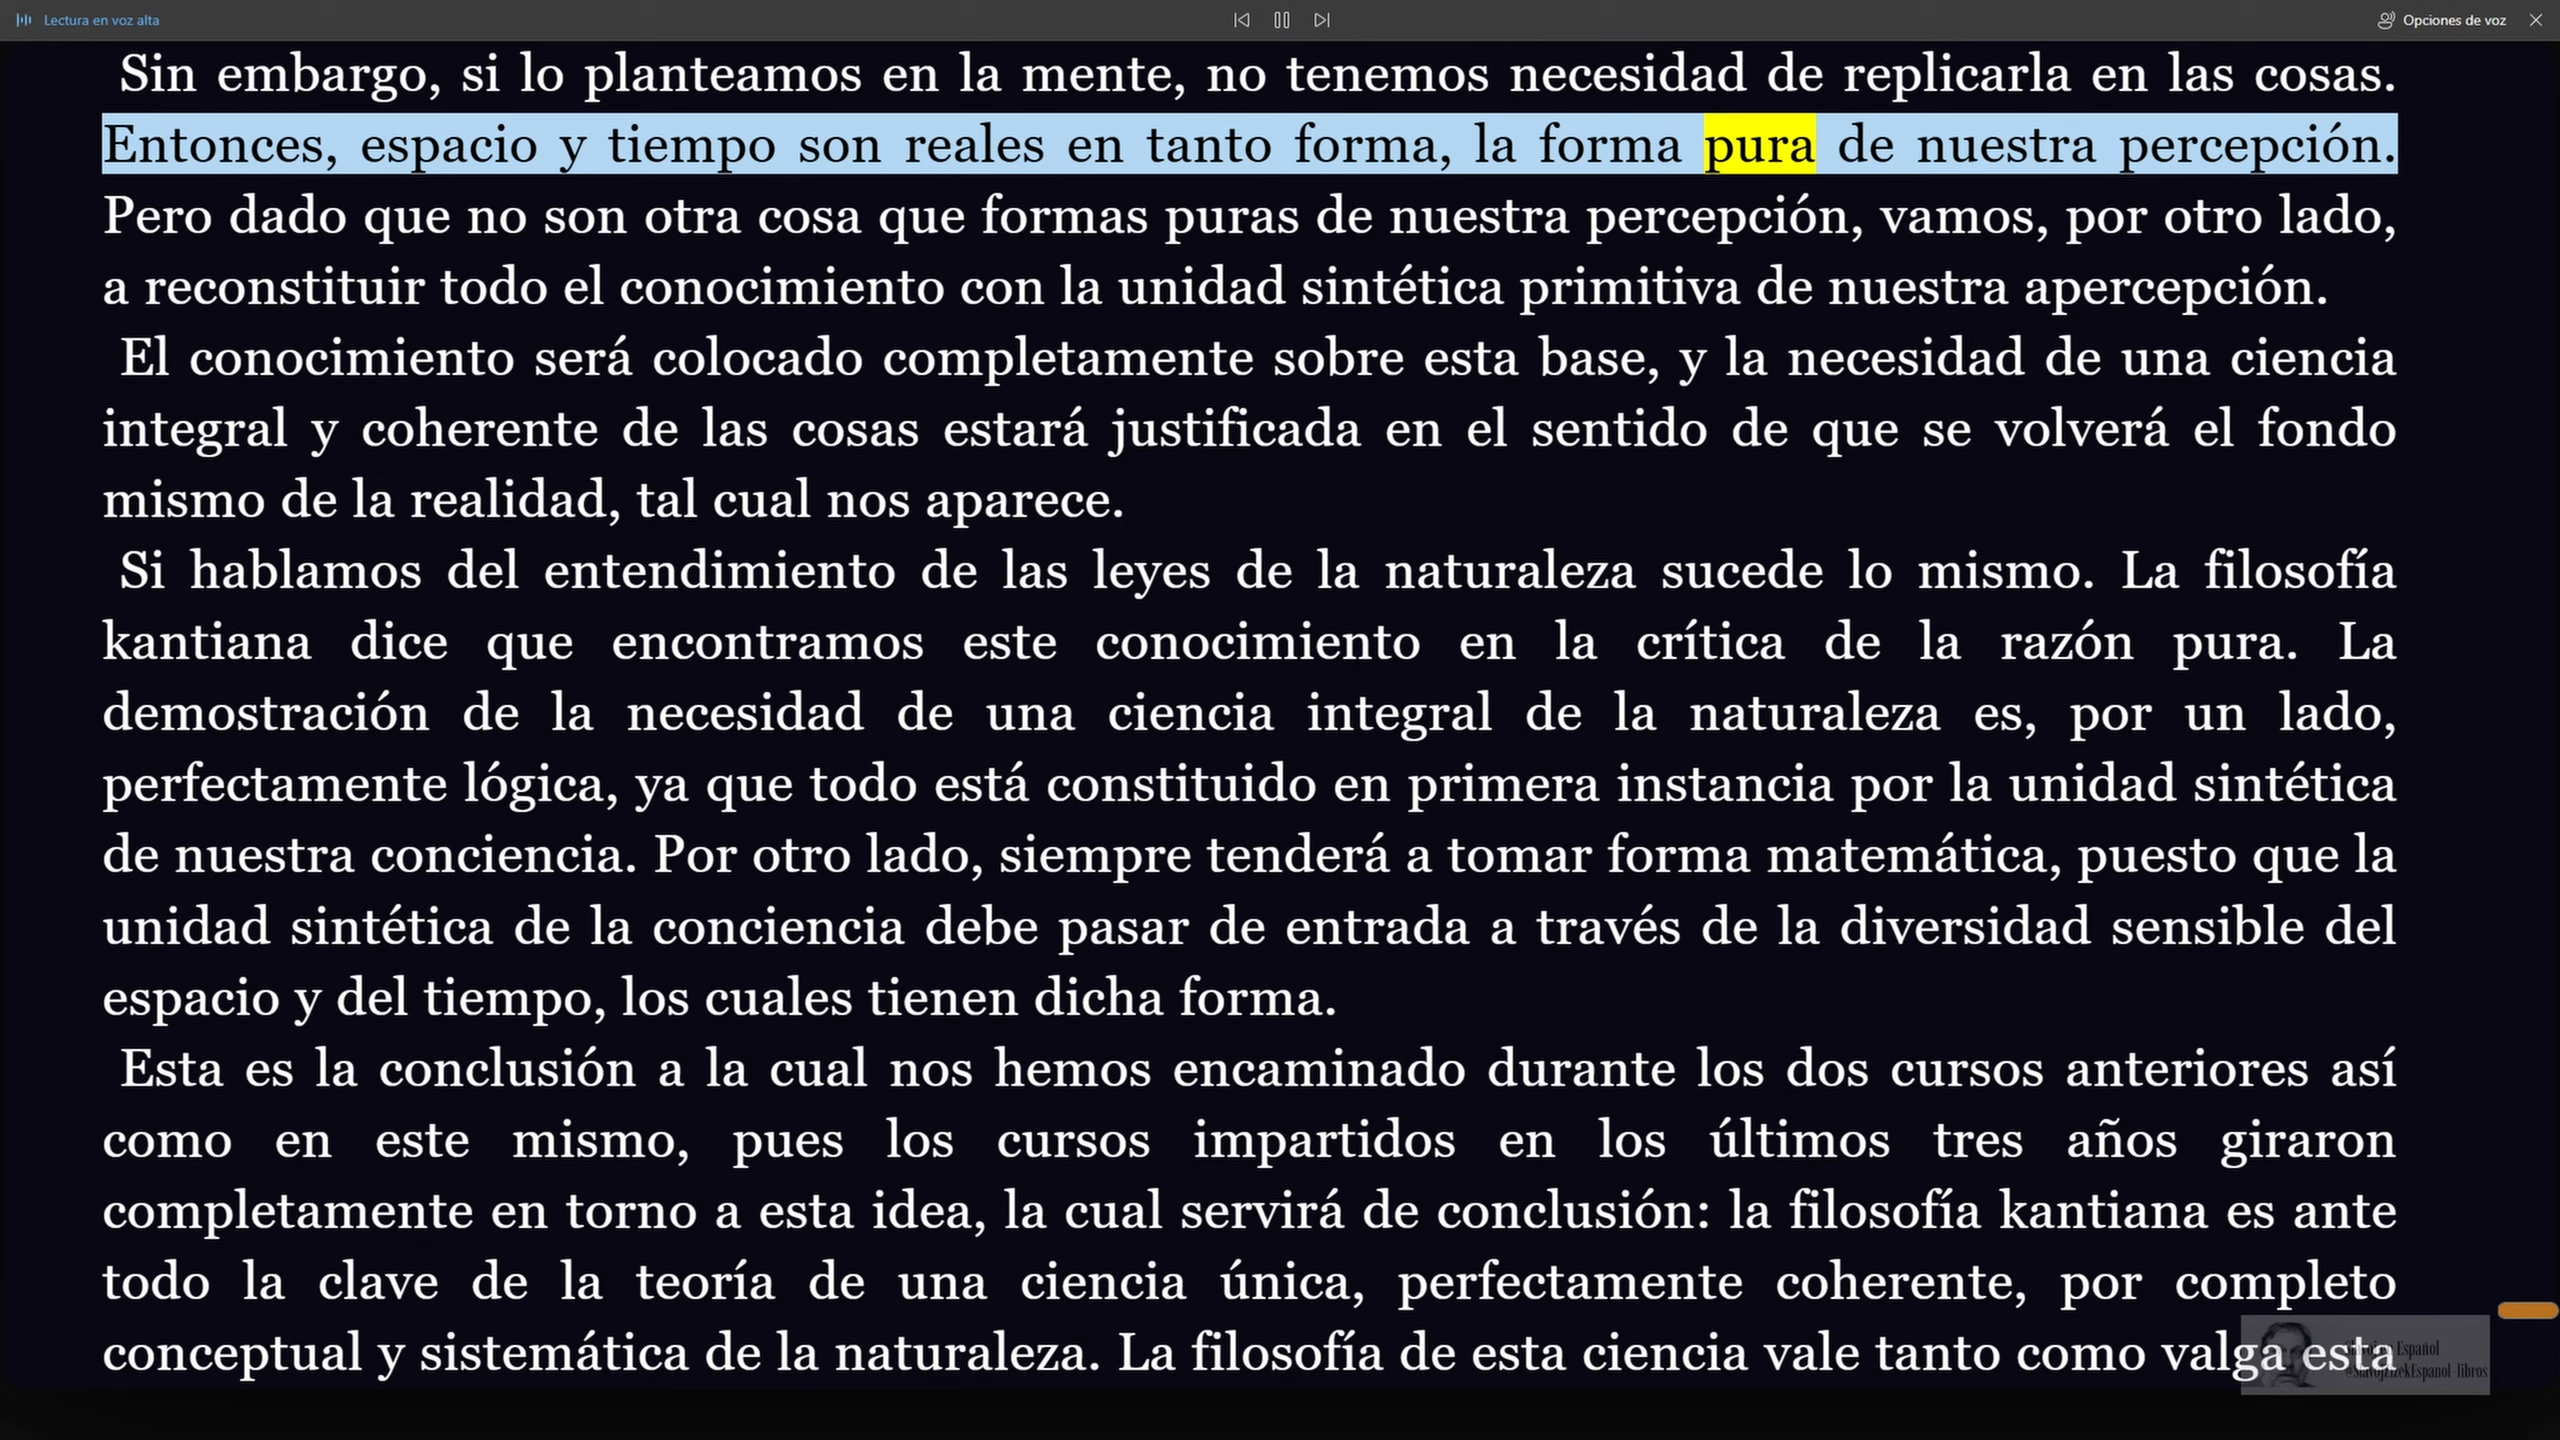 Lectura en voz alta
Opciones de voz
Sin embargo, si lo planteamos en la mente, no tenemos necesidad de replicarla en las cosas.
Entonces, espacio y tiempo son reales en tanto forma, la forma pura de nuestra percepción.
Pero dado que no son otra cosa que formas puras de nuestra percepción, vamos, por otro lado,
a reconstituir todo el conocimiento con la unidad sintética primitiva de nuestra apercepción.
El conocimiento será colocado completamente sobre esta base, y la necesidad de una ciencia
integral y coherente de las cosas estará justificada en el sentido de que se volverá el fondo
mismo de la realidad, tal cual nos aparece.
Si hablamos del entendimiento de las leyes de la naturaleza sucede lo mismo. La filosofía
kantiana dice que encontramos este conocimiento en la crítica de la razón pura. La
demostración de la necesidad de una ciencia integral de la naturaleza es, por un lado,
perfectamente lógica, ya que todo está constituido en primera instancia por la unidad sintética
de nuestra conciencia. Por otro lado, siempre tenderá a tomar forma matemática, puesto que la
unidad sintética de la conciencia debe pasar de entrada a través de la diversidad sensible del
espacio y del tiempo, los cuales tienen dicha forma.
Esta es la conclusión a la cual nos hemos encaminado durante los dos cursos anteriores así
como en este mismo, pues los cursos impartidos en los últimos tres años giraron
completamente en torno a esta idea, la cual servirá de conclusión: la filosofía kantiana es ante
todo la clave de la teoría de una ciencia única, perfectamente coherente, por completo
conceptual y sistemática de la naturaleza. La filosofía de esta ciencia vale tanto como valga esta
Español